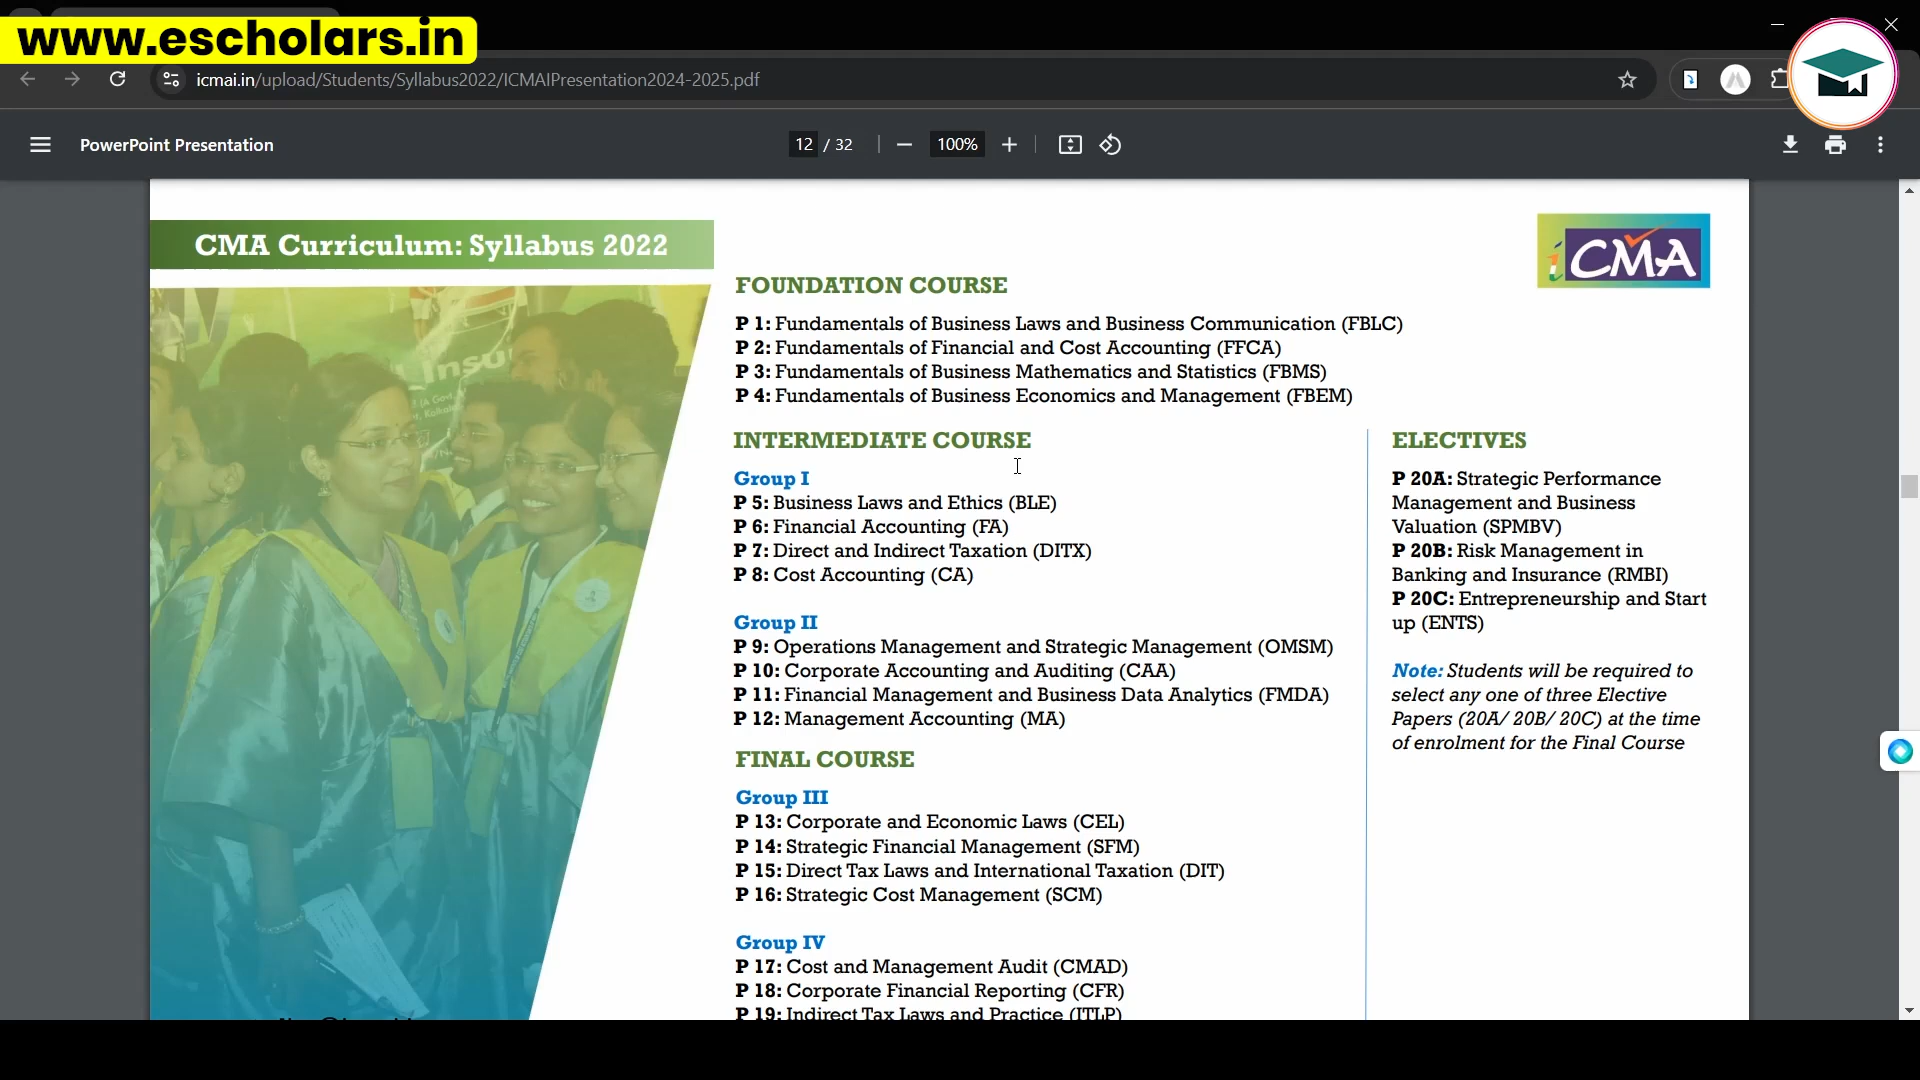 www.escholars.in
icmai.in/upload/Students/Syllabus2022/ICMAIPresentation2024-2025.pdf
PowerPoint Presentation
12 / 32
100%
CMA Curriculum: Syllabus 2022
iCMA
FOUNDATION COURSE
P 1: Fundamentals of Business Laws and Business Communication (FBLC)
P 2: Fundamentals of Financial and Cost Accounting (FFCA)
P 3: Fundamentals of Business Mathematics and Statistics (FBMS)
P 4: Fundamentals of Business Economics and Management (FBEM)
INTERMEDIATE COURSE
Group I
P 5: Business Laws and Ethics (BLE)
P 6: Financial Accounting (FA)
P 7: Direct and Indirect Taxation (DITX)
P 8: Cost Accounting (CA)
Group II
P 9: Operations Management and Strategic Management (OMSM)
P 10: Corporate Accounting and Auditing (CAA)
P 11: Financial Management and Business Data Analytics (FMDA)
P 12: Management Accounting (MA)
FINAL COURSE
Group III
P 13: Corporate and Economic Laws (CEL)
P 14: Strategic Financial Management (SFM)
P 15: Direct Tax Laws and International Taxation (DIT)
P 16: Strategic Cost Management (SCM)
Group IV
P 17: Cost and Management Audit (CMAD)
P 18: Corporate Financial Reporting (CFR)
P 19: Indirect Tax Laws and Practice (ITLP)
ELECTIVES
P 20A: Strategic Performance
Management and Business
Valuation (SPMBV)
P 20B: Risk Management in
Banking and Insurance (RMBI)
P 20C: Entrepreneurship and Start
up (ENTS)
Note: Students will be required to
select any one of three Elective
Papers (20A/ 20B/ 20C) at the time
of enrolment for the Final Course